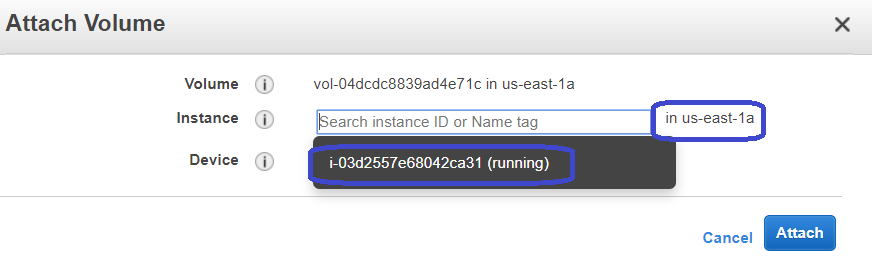 Attach Volume
Volume i vol-04dcdc8839ad4e71c in us-east-1a
Instance i Search instance ID or Name tag in us-east-1a
Device i i-03d2557e68042ca31 (running)
Cancel Attach